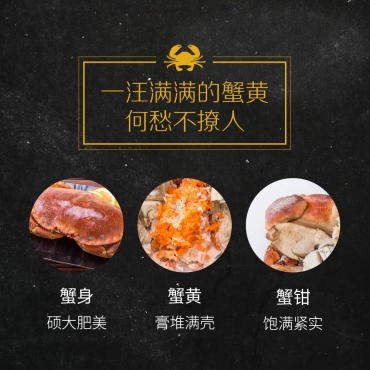 一汪满满的蟹黄
何愁不撩人
蟹身
蟹黄
蟹钳
硕大肥美
膏堆满壳
饱满紧实